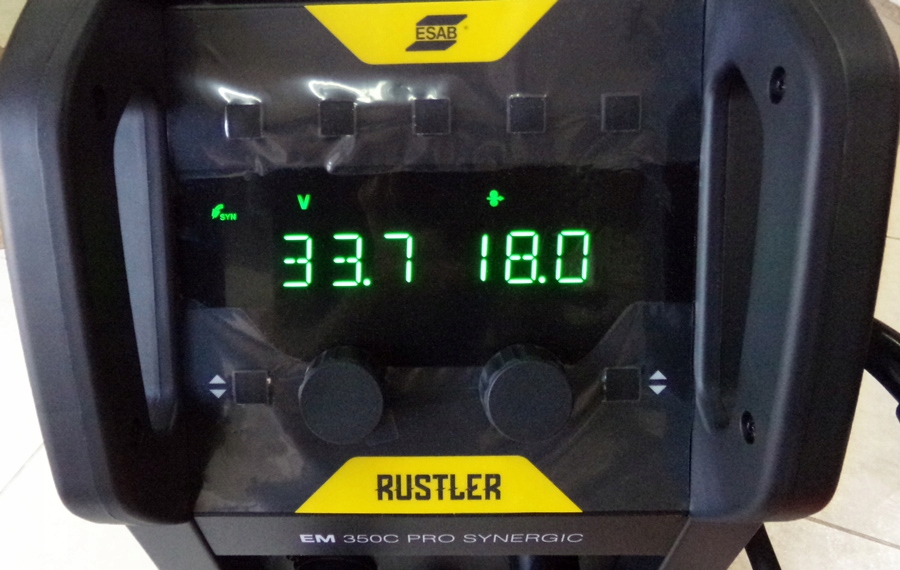 ESAB
V
SYN
33.7 18.0
RUSTLER
EM 350C PRO SYNERGIC